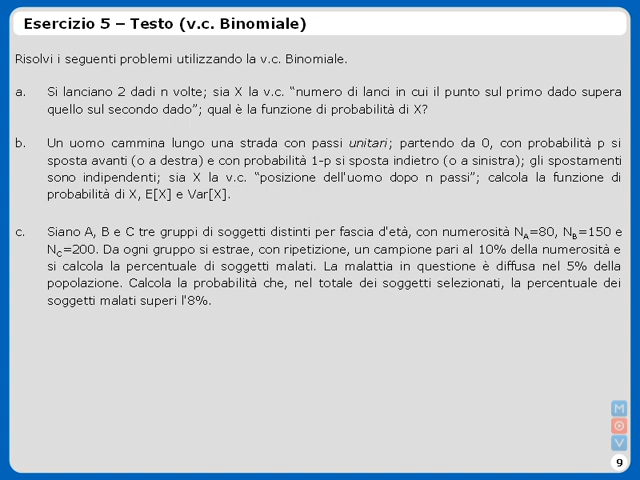 Esercizio 5 – Testo (v.c. Binomiale)
Risolvi i seguenti problemi utilizzando la v.c. Binomiale.
a. Si lanciano 2 dadi n volte; sia X la v.c. “numero di lanci in cui il punto sul primo dado supera
quello sul secondo dado”; qual è la funzione di probabilità di X?
b. Un uomo cammina lungo una strada con passi unitari; partendo da 0, con probabilità p si
sposta avanti (o a destra) e con probabilità 1-p si sposta indietro (o a sinistra); gli spostamenti
sono indipendenti; sia X la v.c. “posizione dell'uomo dopo n passi”; calcola la funzione di
probabilità di X, E[X] e Var[X].
c. Siano A, B e C tre gruppi di soggetti distinti per fascia d'età, con numerosità NA=80, NB=150 e
NC=200. Da ogni gruppo si estrae, con ripetizione, un campione pari al 10% della numerosità e
si calcola la percentuale di soggetti malati. La malattia in questione è diffusa nel 5% della
popolazione. Calcola la probabilità che, nel totale dei soggetti selezionati, la percentuale dei
soggetti malati superi l'8%.
M
O
V
9